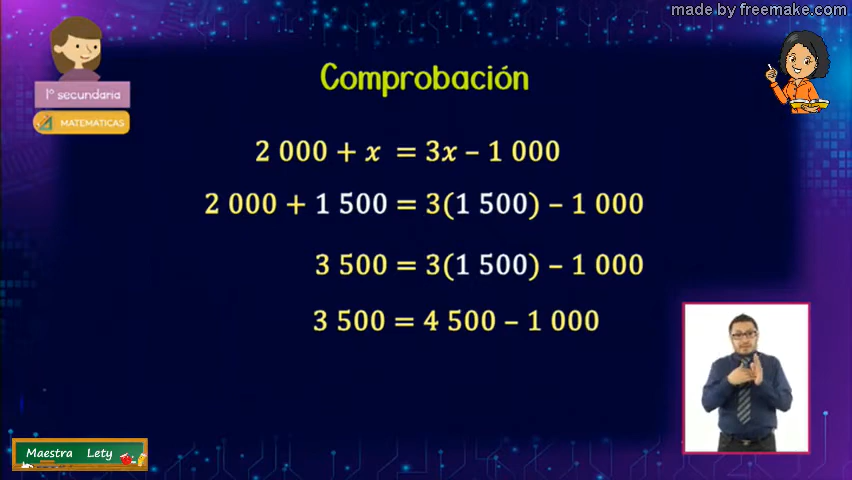 made by freemake.com
Comprobación
1° secundaria
MATEMATICAS
2 000 + x = 3x – 1 000
2 000 + 1 500 = 3(1 500) – 1 000
3 500 = 3(1 500) – 1 000
3 500 = 4 500 – 1 000
Maestra Lety